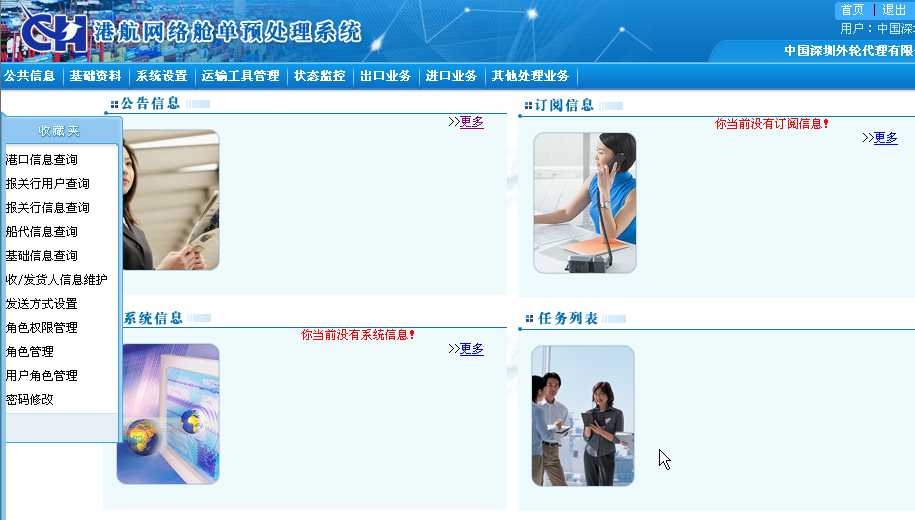 CH 港航网络舱单预处理系统
首页 | 退出
用户：中国深
中国深圳外轮代理有限
公共信息 基础资料 系统设置 运输工具管理 状态监控 出口业务 进口业务 其他处理业务
公告信息
>>更多
订阅信息
你当前没有订阅信息！
>>更多
收藏夹
港口信息查询
报关行用户查询
报关行信息查询
船代信息查询
基础信息查询
收/发货人信息维护
发送方式设置
角色权限管理
角色管理
用户角色管理
密码修改
系统信息
你当前没有系统信息！
>>更多
任务列表